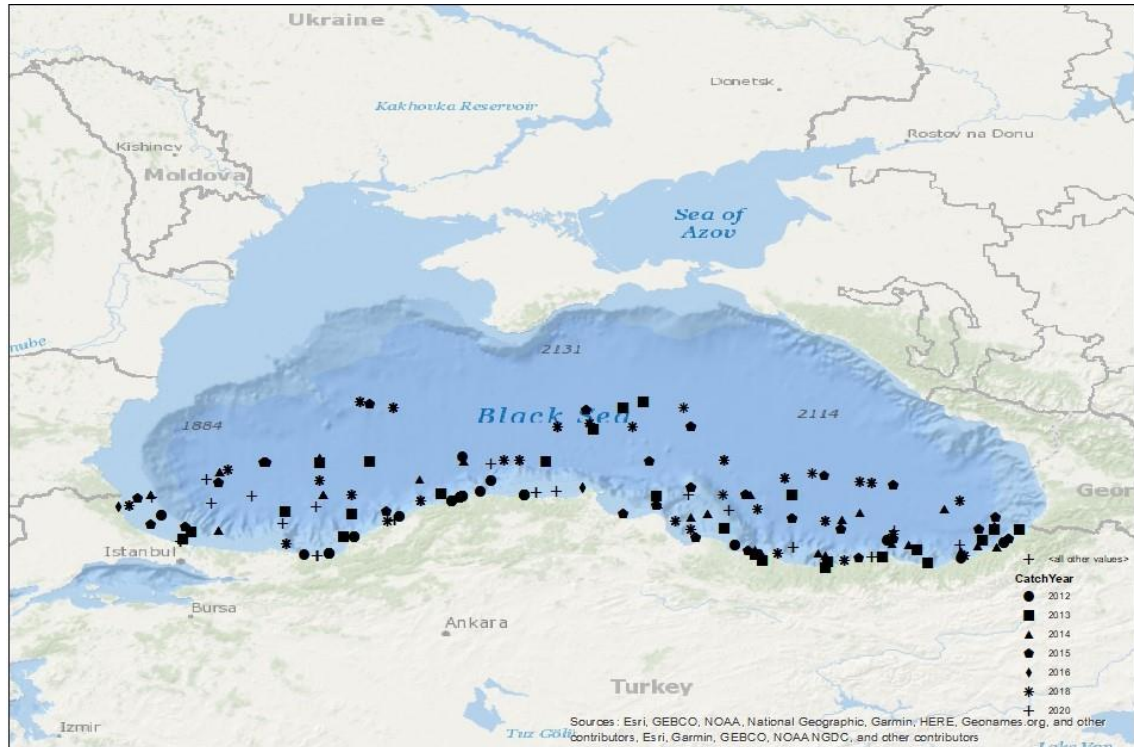 Ukraine
Donetsk
Kakhovka Reservoir
Rostov na Donu
Kishinev
Moldova
Sea of
Azov
nube
2131
Black Sea
2114
1884
Geor
Istanbul
<all other values>
CatchYear
2012
Bursa
2013
Ankara
2014
2015
2016
Turkey
2018
2020
Sources: Esri, GEBCO, NOAA, National Geographic, Garmin, HERE, Geonames.org, and other
contributors, Esri, Garmin, GEBCO, NOAA NGDC, and other contributors
Izmir
Tuz Gölü
Lake Van